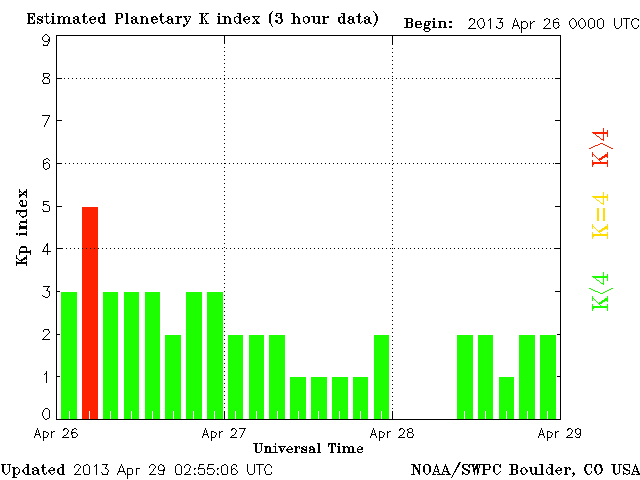 Estimated Planetary K index (3 hour data)
Begin: 2013 Apr 26 0000 UTC
9
8
7
6
5
4
3
2
1
0
Kp index
K>4
K=4
K<4
Apr 26
Apr 27
Apr 28
Apr 29
Universal Time
Updated 2013 Apr 29 02:55:06 UTC
NOAA/SWPC Boulder, CO USA